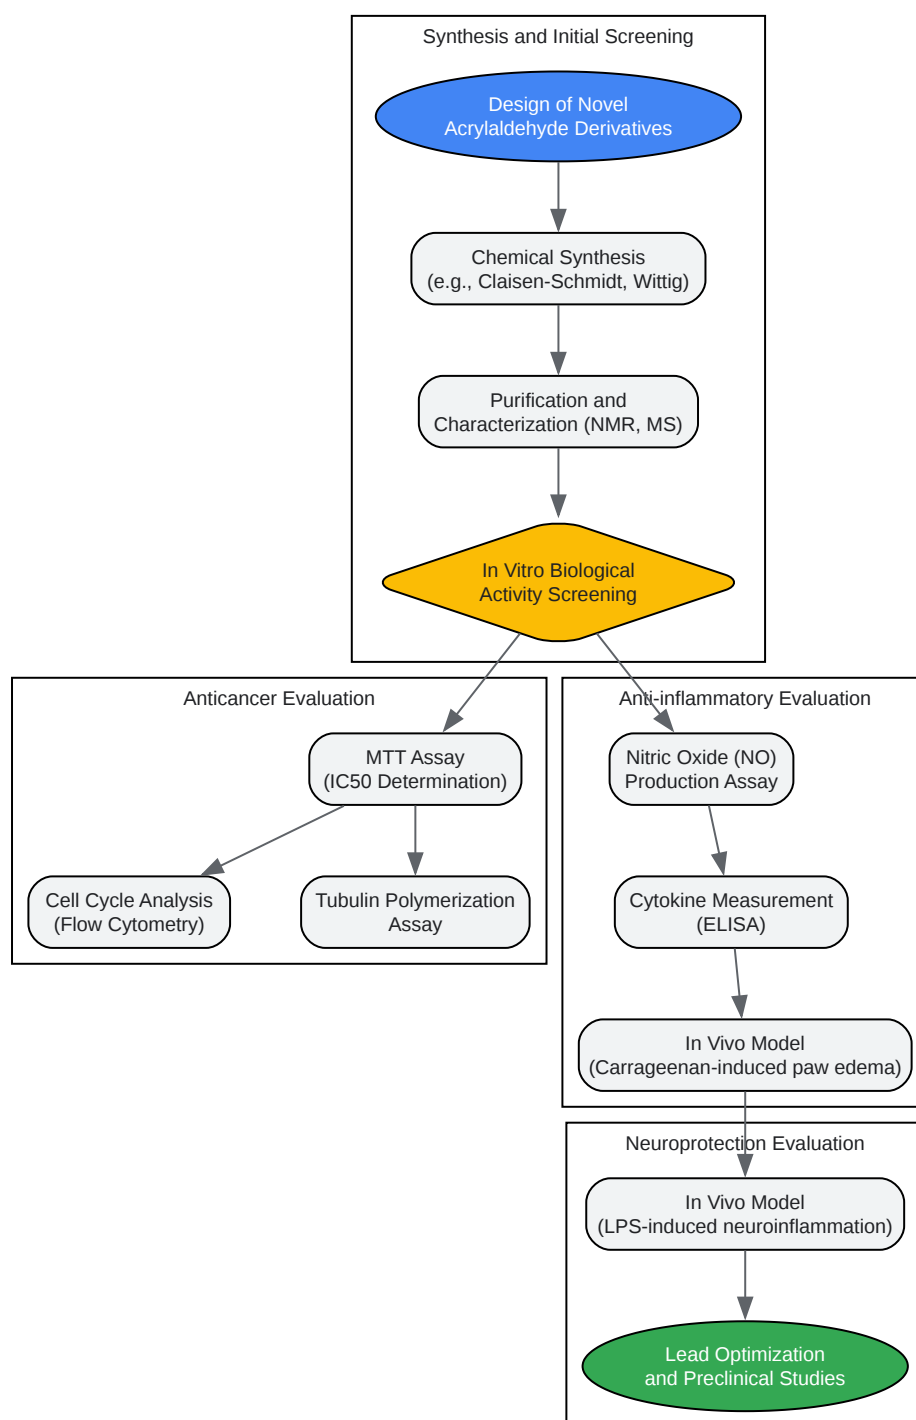 Synthesis and Initial Screening
Design of Novel
Acrylaldehyde Derivatives
Chemical Synthesis
(e.g., Claisen-Schmidt, Wittig)
Purification and
Characterization (NMR, MS)
In Vitro Biological
Activity Screening
Anticancer Evaluation
MTT Assay
(IC50 Determination)
Cell Cycle Analysis
(Flow Cytometry)
Tubulin Polymerization
Assay
Anti-inflammatory Evaluation
Nitric Oxide (NO)
Production Assay
Cytokine Measurement
(ELISA)
In Vivo Model
(Carrageenan-induced paw edema)
Neuroprotection Evaluation
In Vivo Model
(LPS-induced neuroinflammation)
Lead Optimization
and Preclinical Studies